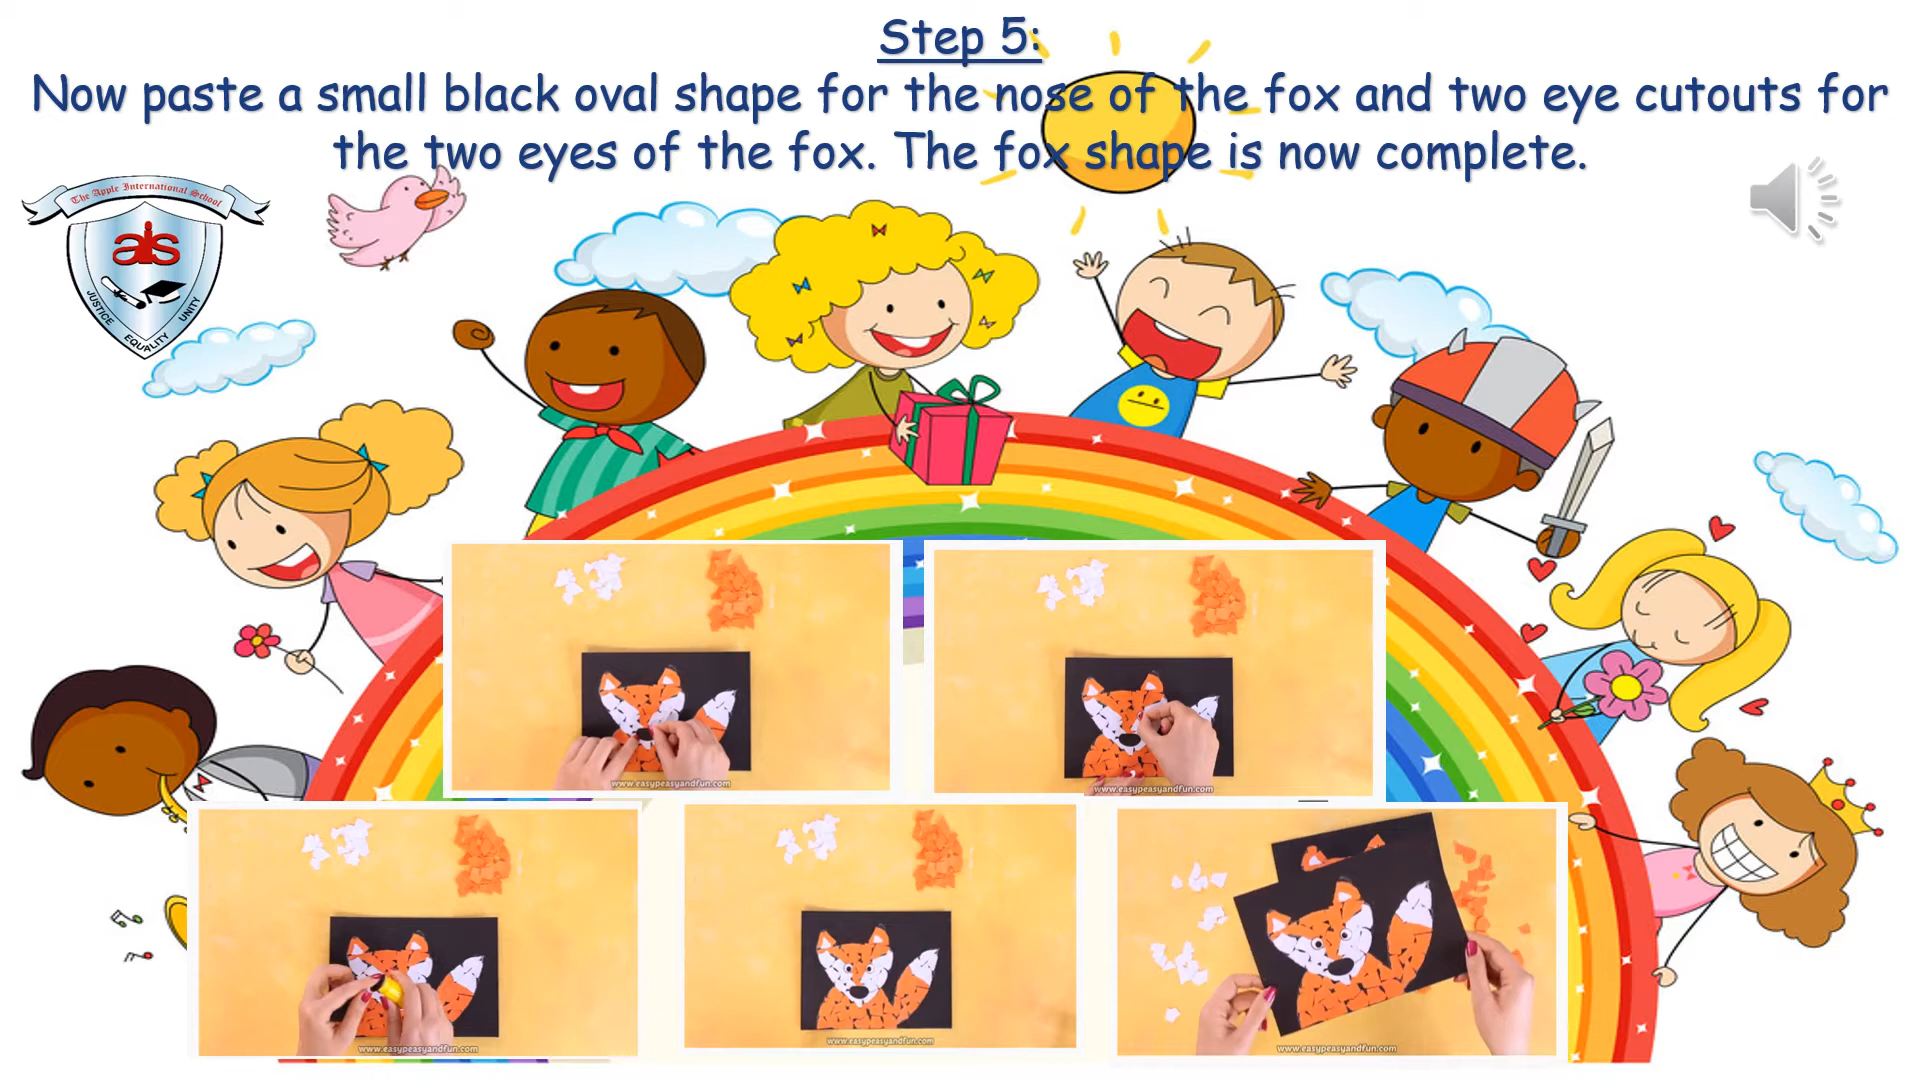 Step 5:
Now paste a small black oval shape for the nose of the fox and two eye cutouts for
the two eyes of the fox. The fox shape is now complete.
The Apple International School
ais
JUSTICE EQUALITY UNITY
www.easypeasyandfun.com
www.easypeasyandfun.com
www.easypeasyandfun.com
www.easypeasyandfun.com
www.easypeasyandfun.com